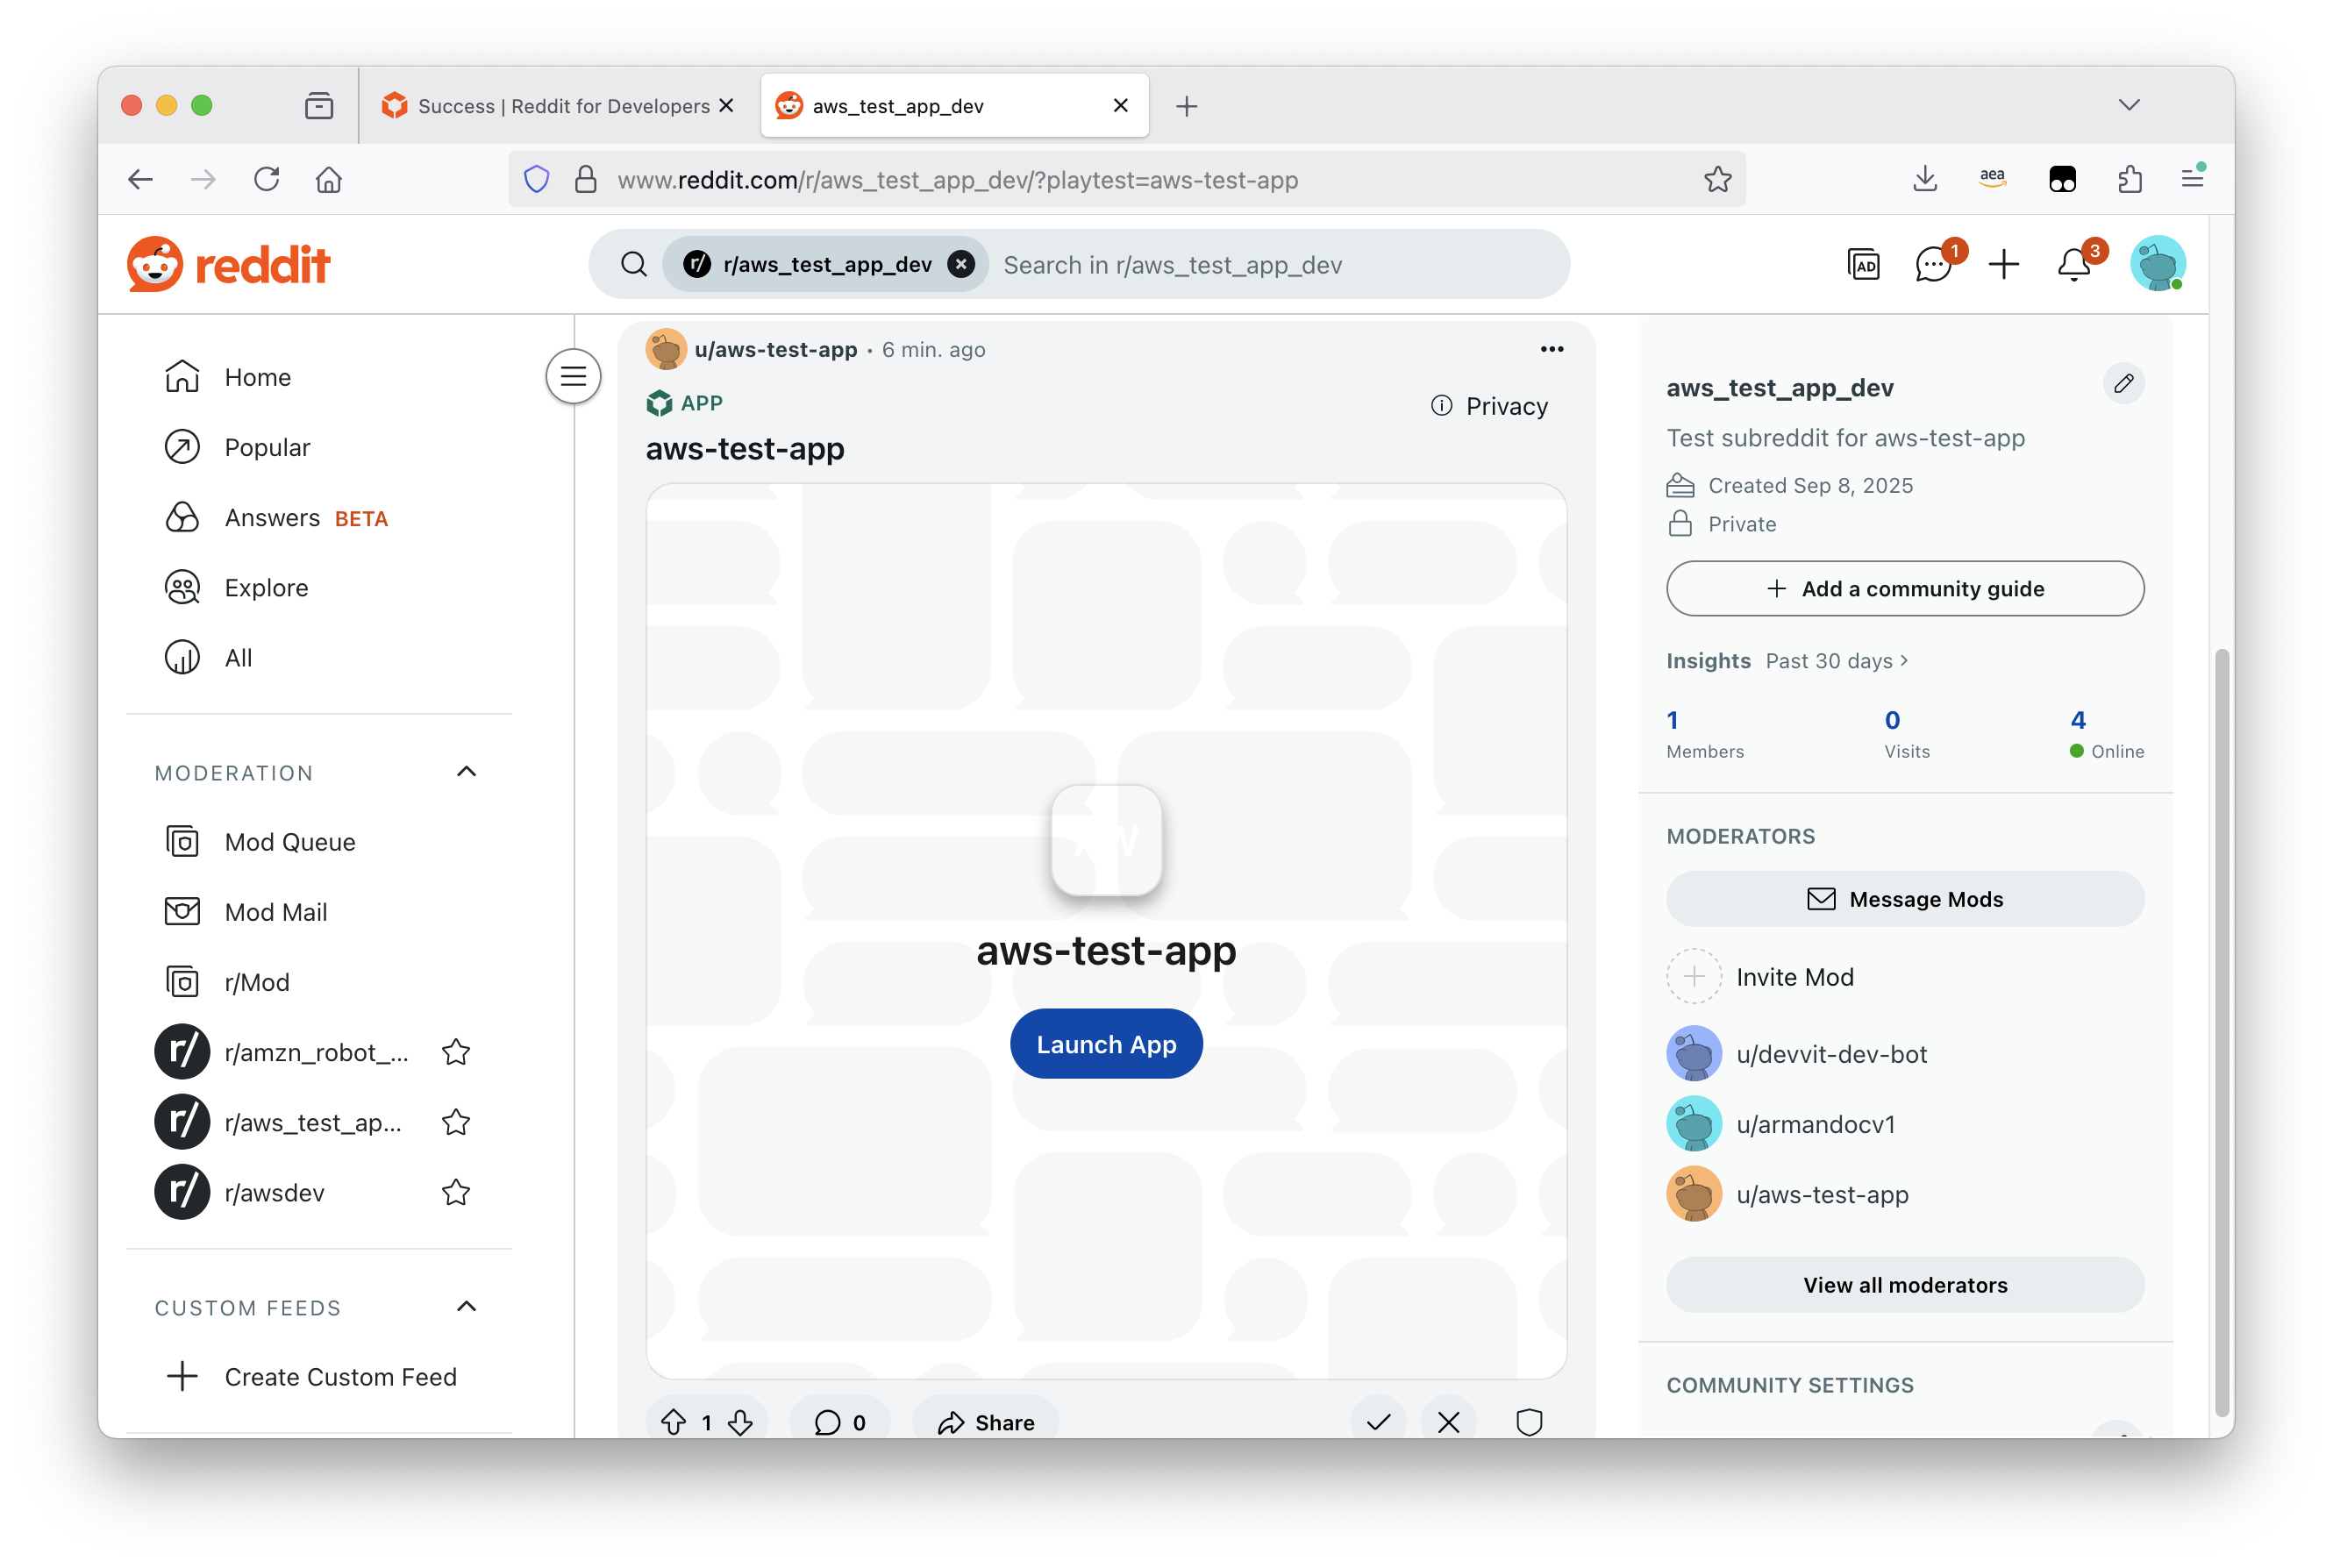 Success | Reddit for Developers
aws_test_app_dev
www.reddit.com/r/aws_test_app_dev/?playtest=aws-test-app
aea
reddit
r/
r/aws_test_app_dev
Search in r/aws_test_app_dev
AD
1
3
Home
Popular
Answers BETA
Explore
All
MODERATION
Mod Queue
Mod Mail
r/Mod
r/ r/amzn_robot_...
r/ r/aws_test_ap...
r/ r/awsdev
CUSTOM FEEDS
Create Custom Feed
u/aws-test-app • 6 min. ago
APP
Privacy
aws-test-app
AW
aws-test-app
Launch App
1
0
Share
aws_test_app_dev
Test subreddit for aws-test-app
Created Sep 8, 2025
Private
Add a community guide
Insights Past 30 days
1 0 4
Members Visits Online
MODERATORS
Message Mods
Invite Mod
u/devvit-dev-bot
u/armandocv1
u/aws-test-app
View all moderators
COMMUNITY SETTINGS